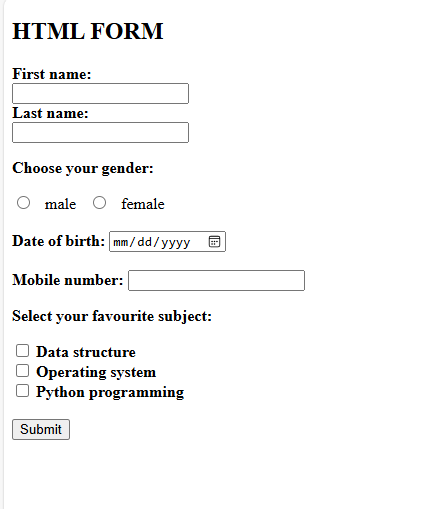 HTML FORM
First name:
Last name:
Choose your gender:
male female
Date of birth: mm/dd/yyyy
Mobile number:
Select your favourite subject:
Data structure
Operating system
Python programming
Submit